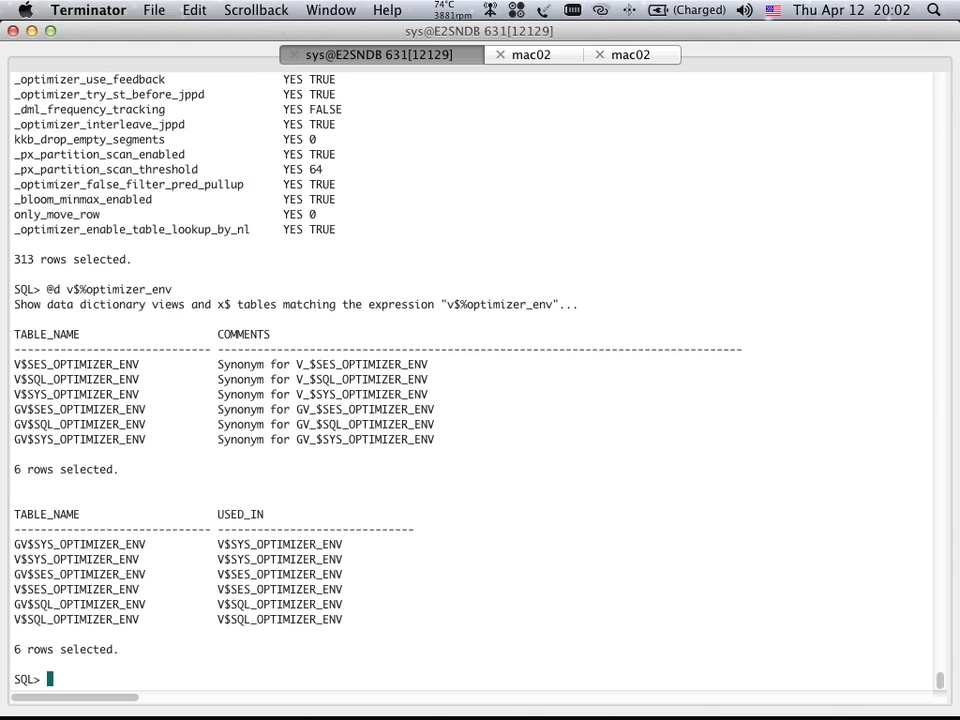 Terminator File Edit Scrollback Window Help 74°C 3881rpm (Charged) Thu Apr 12 20:02
sys@E2SNDB 631[12129]
sys@E2SNDB 631[12129] mac02 mac02
_optimizer_use_feedback YES TRUE
_optimizer_try_st_before_jppd YES TRUE
_dml_frequency_tracking YES FALSE
_optimizer_interleave_jppd YES TRUE
kkb_drop_empty_segments YES 0
_px_partition_scan_enabled YES TRUE
_px_partition_scan_threshold YES 64
_optimizer_false_filter_pred_pullup YES TRUE
_bloom_minmax_enabled YES TRUE
only_move_row YES 0
_optimizer_enable_table_lookup_by_nl YES TRUE
313 rows selected.
SQL> @d v$%optimizer_env
Show data dictionary views and x$ tables matching the expression "v$%optimizer_env"...
TABLE_NAME COMMENTS
------------------------------ --------------------------------------------------------------------------------
V$SES_OPTIMIZER_ENV Synonym for V_$SES_OPTIMIZER_ENV
V$SQL_OPTIMIZER_ENV Synonym for V_$SQL_OPTIMIZER_ENV
V$SYS_OPTIMIZER_ENV Synonym for V_$SYS_OPTIMIZER_ENV
GV$SES_OPTIMIZER_ENV Synonym for GV_$SES_OPTIMIZER_ENV
GV$SQL_OPTIMIZER_ENV Synonym for GV_$SQL_OPTIMIZER_ENV
GV$SYS_OPTIMIZER_ENV Synonym for GV_$SYS_OPTIMIZER_ENV
6 rows selected.
TABLE_NAME USED_IN
------------------------------ ------------------------------
GV$SYS_OPTIMIZER_ENV V$SYS_OPTIMIZER_ENV
V$SYS_OPTIMIZER_ENV V$SYS_OPTIMIZER_ENV
GV$SES_OPTIMIZER_ENV V$SES_OPTIMIZER_ENV
V$SES_OPTIMIZER_ENV V$SES_OPTIMIZER_ENV
GV$SQL_OPTIMIZER_ENV V$SQL_OPTIMIZER_ENV
V$SQL_OPTIMIZER_ENV V$SQL_OPTIMIZER_ENV
6 rows selected.
SQL>